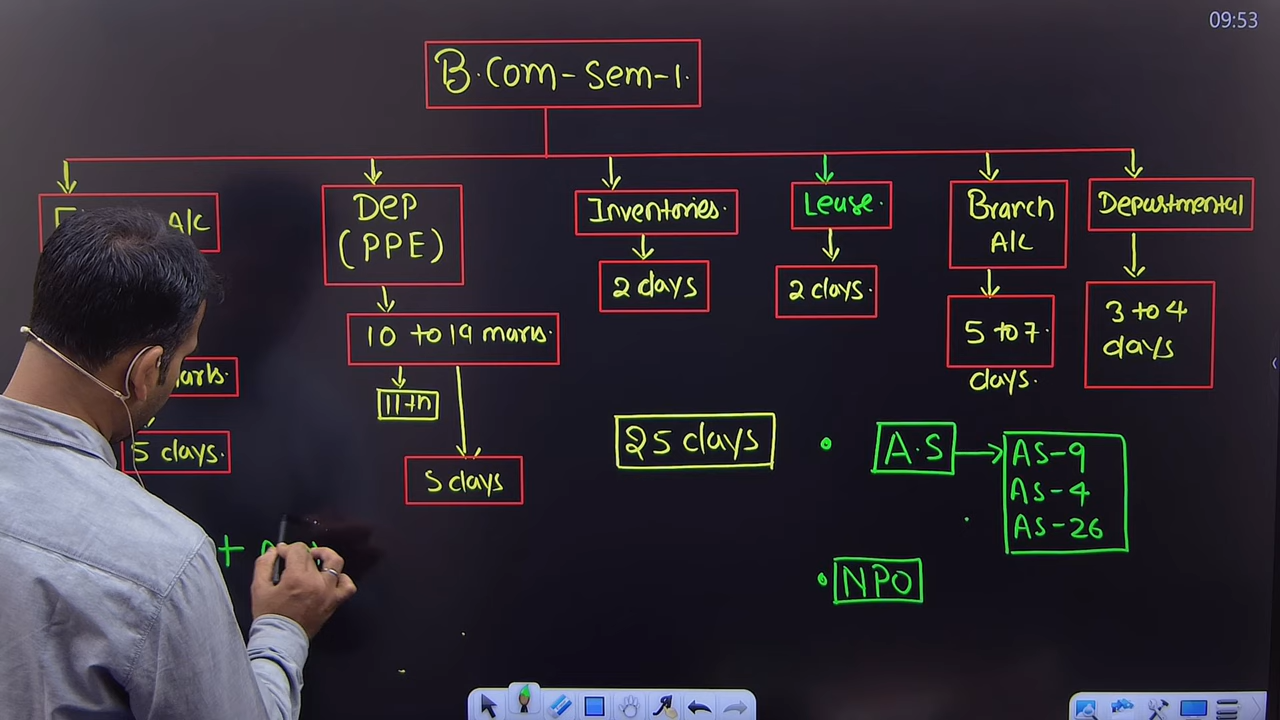 09:53
B.Com-Sem-1.
A/C
DEP
(PPE)
Inventories.
Lease.
Branch
A/C
Departmental
2 days
2 days.
10 to 19 marks.
5 to 7.
days.
3 to 4
days
11th
5 days.
5 days
25 days
A.S
AS-9
AS-4
AS-26
+
NPO